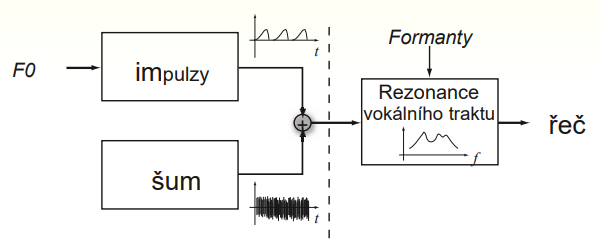 F0
impulzy
t
šum
t
+
Formanty
Rezonance
vokálního traktu
f
řeč